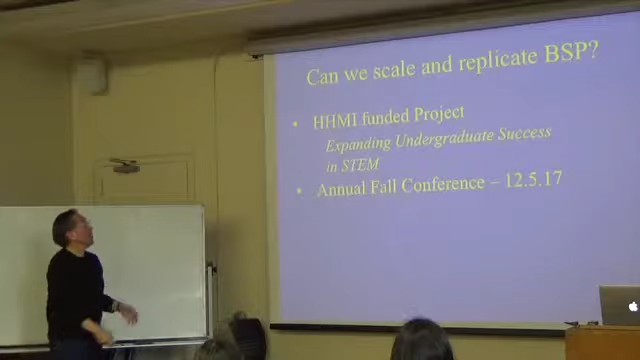 Can we scale and replicate BSP?
• HHMI funded Project
Expanding Undergraduate Success
in STEM
• Annual Fall Conference – 12.5.17